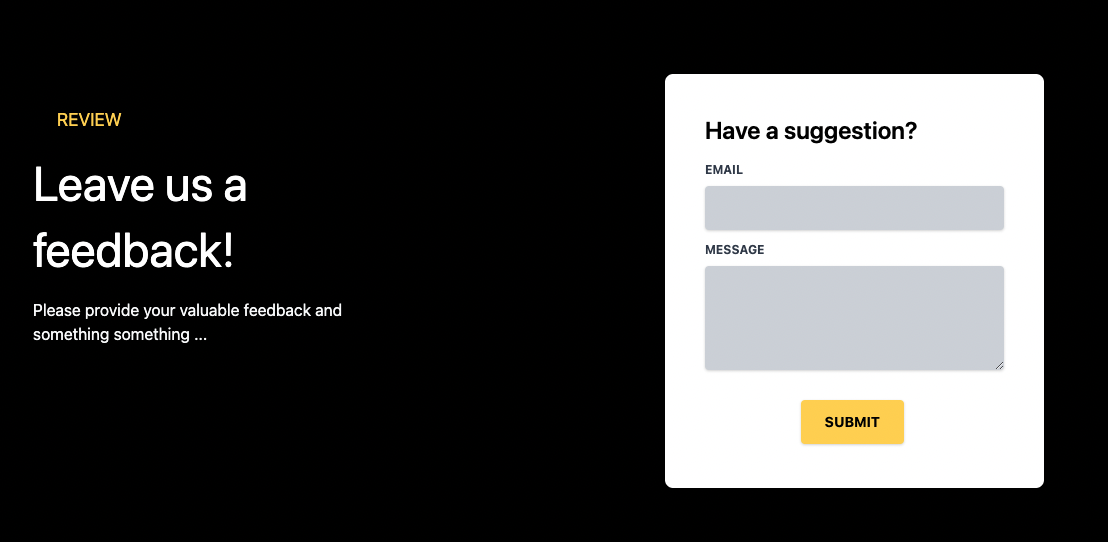 REVIEW
Leave us a
feedback!
Please provide your valuable feedback and
something something ...
Have a suggestion?
EMAIL
MESSAGE
SUBMIT